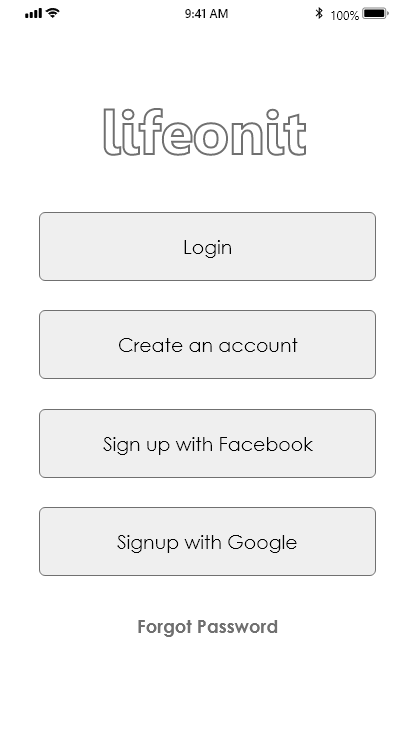 9:41 AM 100%
lifeonit
Login
Create an account
Sign up with Facebook
Signup with Google
Forgot Password